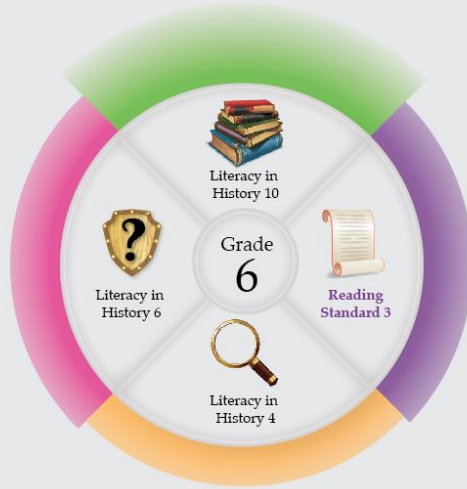 Literacy in
History 10
Literacy in
History 6
Grade
6
Reading
Standard 3
Literacy in
History 4
?